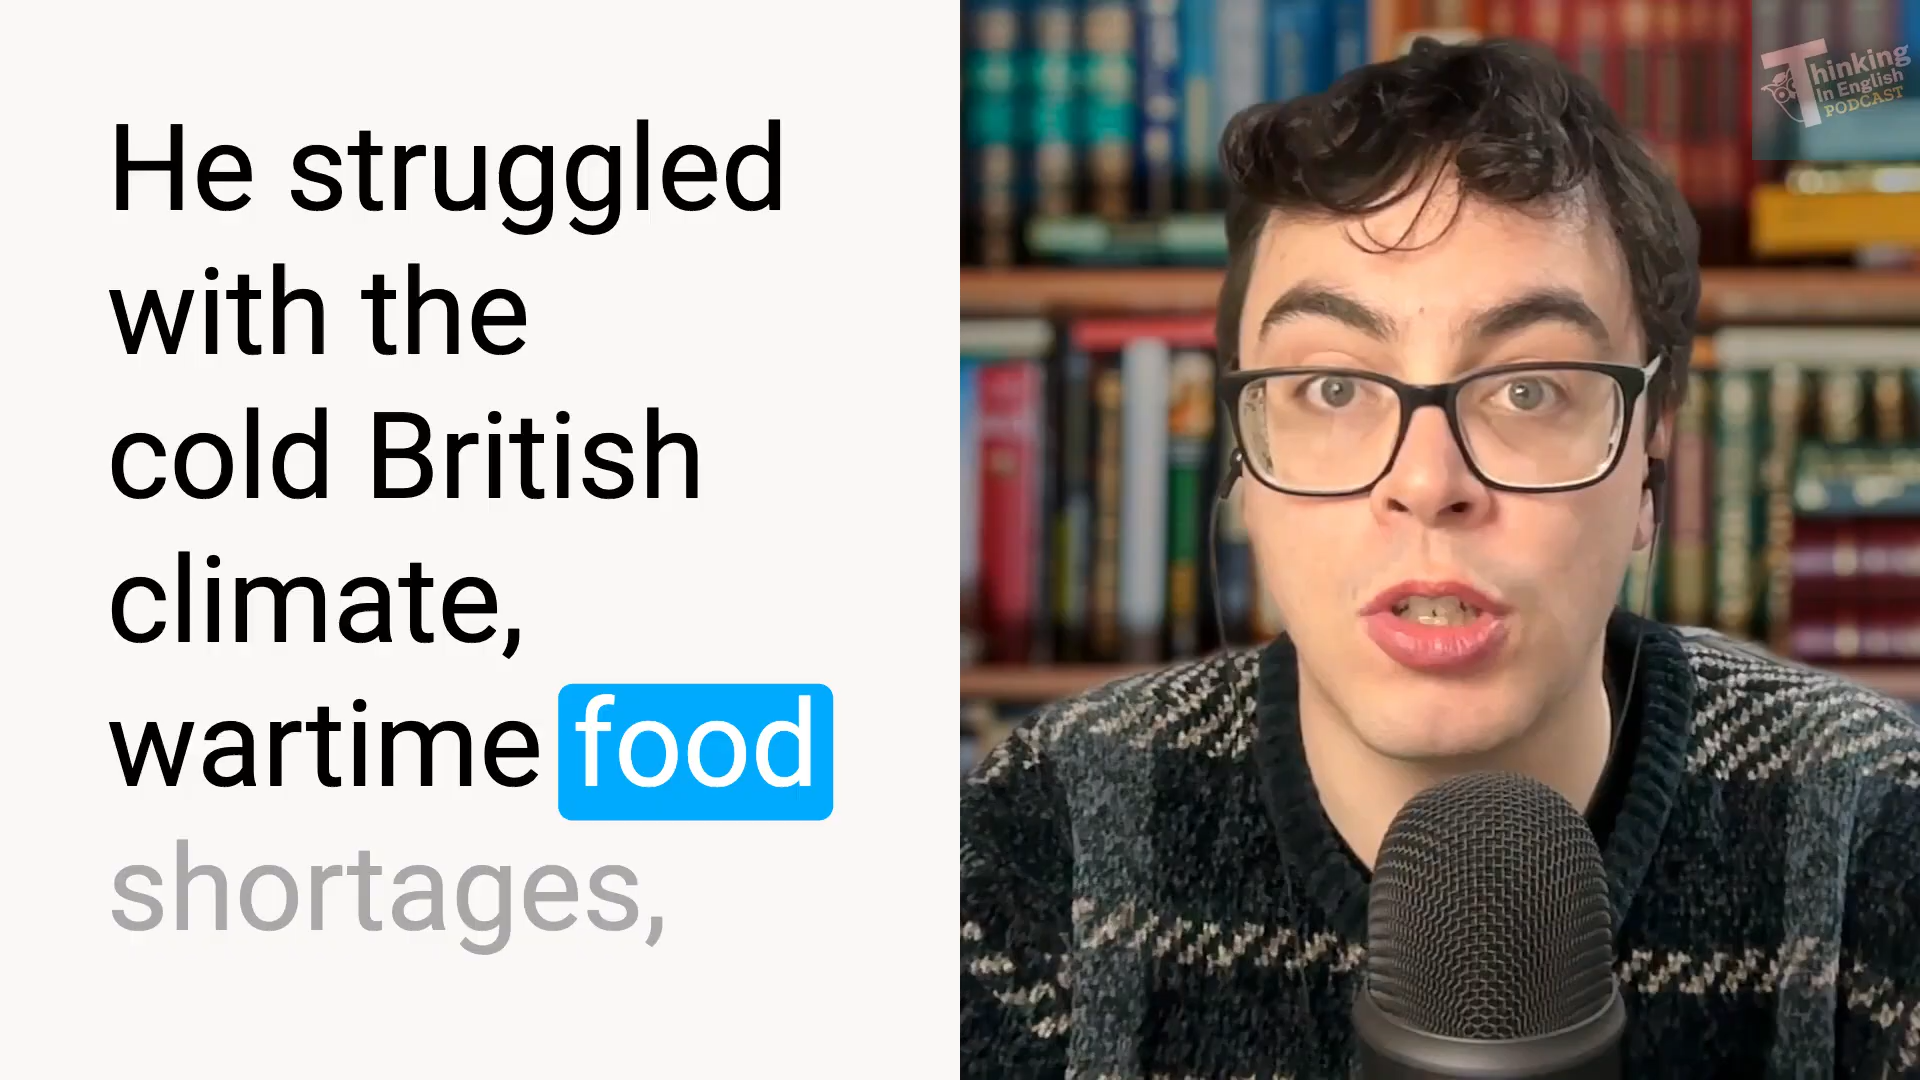 He struggled
with the
cold British
climate,
wartime food
shortages,
Thinking
In English
PODCAST